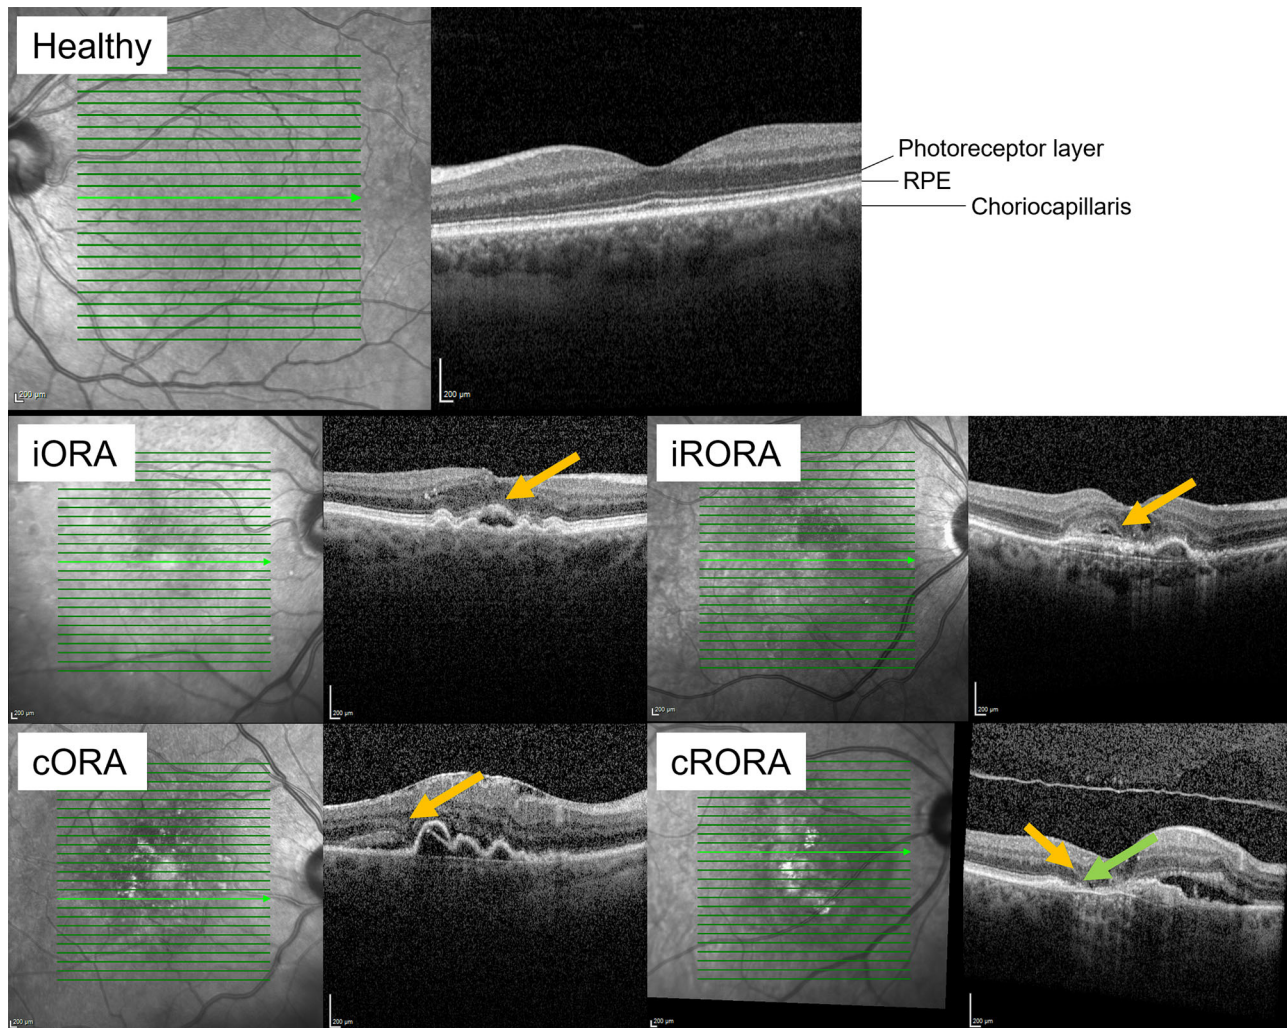 Healthy
Photoreceptor layer
RPE
Choriocapillaris
200 µm
200 µm
iORA
iRORA
200 µm
200 µm
200 µm
200 µm
cORA
cRORA
200 µm
200 µm
200 µm
200 µm